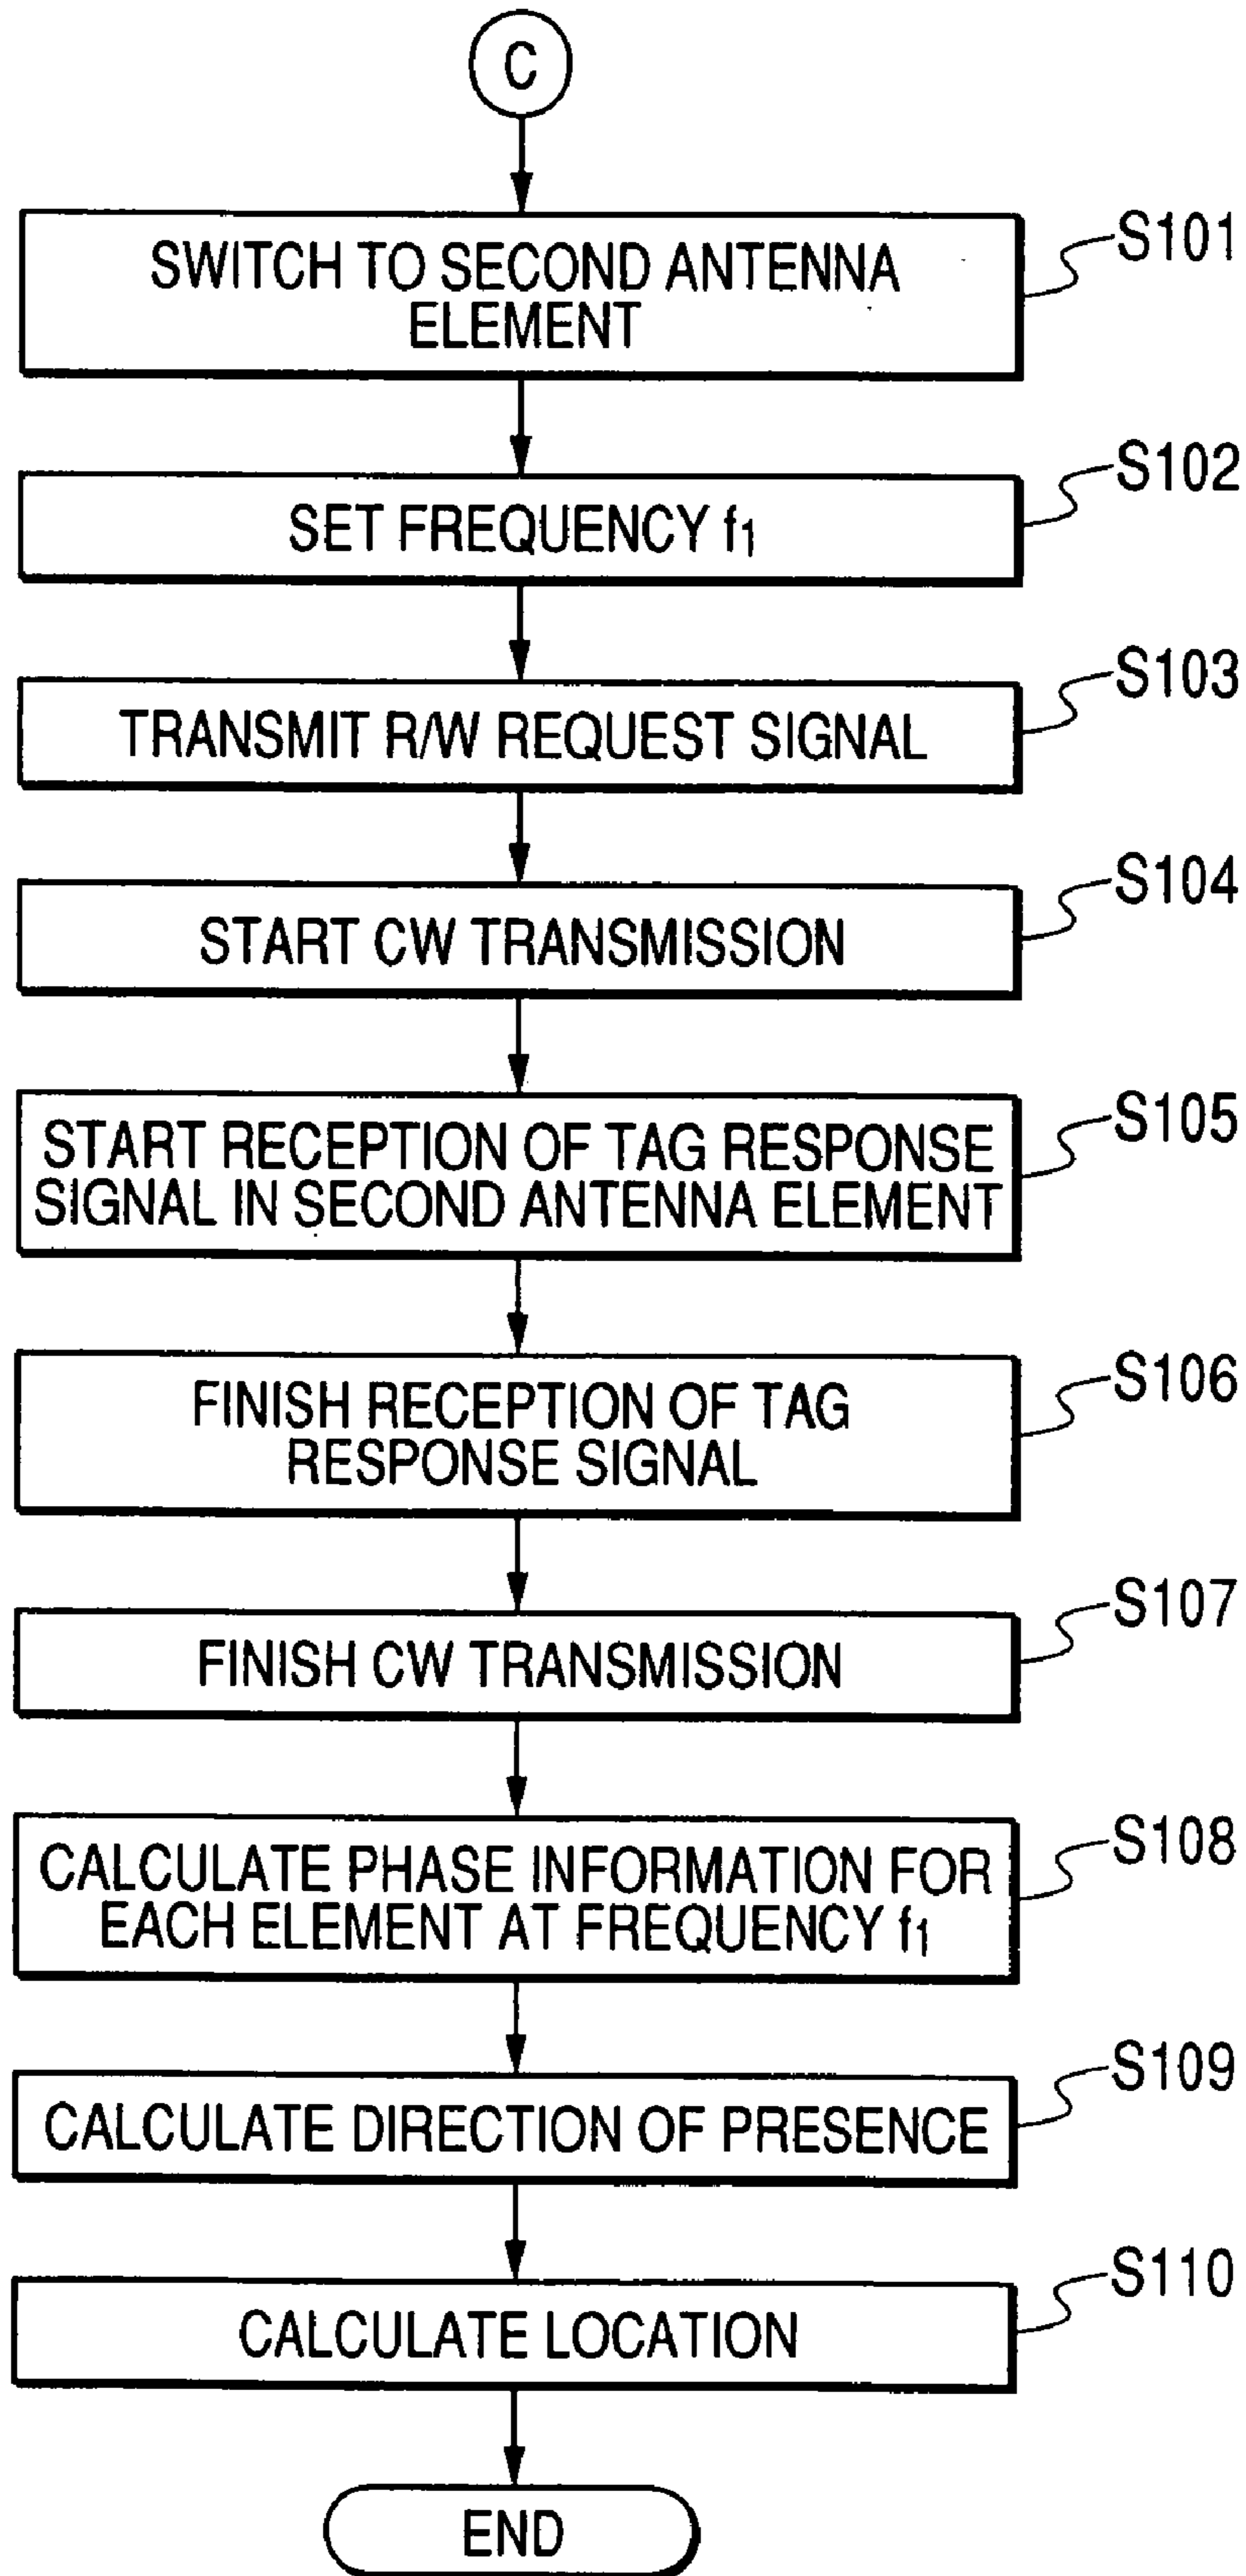 C
SWITCH TO SECOND ANTENNA
ELEMENT
S101
SET FREQUENCY f1
S102
TRANSMIT R/W REQUEST SIGNAL
S103
START CW TRANSMISSION
S104
START RECEPTION OF TAG RESPONSE
SIGNAL IN SECOND ANTENNA ELEMENT
S105
FINISH RECEPTION OF TAG
RESPONSE SIGNAL
S106
FINISH CW TRANSMISSION
S107
CALCULATE PHASE INFORMATION FOR
EACH ELEMENT AT FREQUENCY f1
S108
CALCULATE DIRECTION OF PRESENCE
S109
CALCULATE LOCATION
S110
END